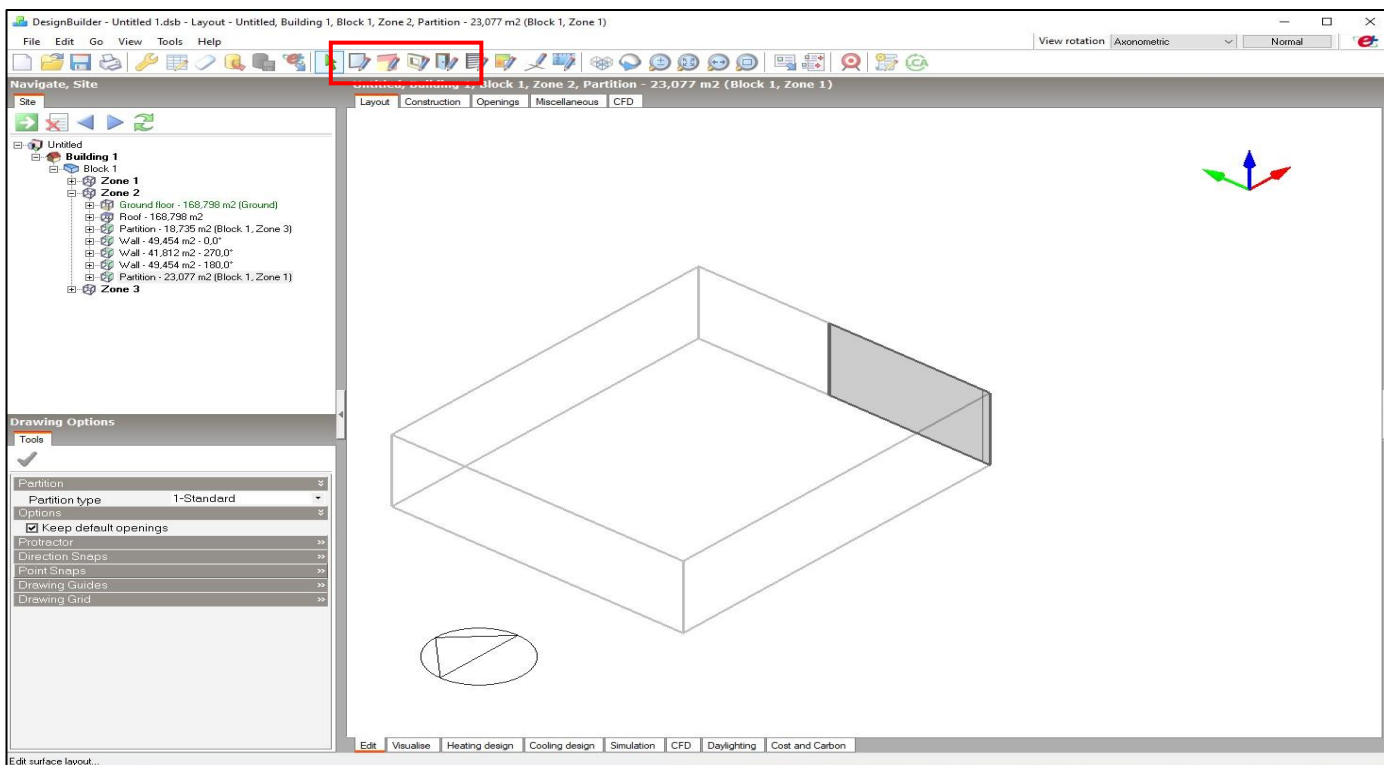 DesignBuilder - Untitled 1.dsb - Layout - Untitled, Building 1, Block 1, Zone 2, Partition - 23,077 m2 (Block 1, Zone 1)
File Edit Go View Tools Help
View rotation Axonometric Normal
Navigate, Site
Untitled, Building 1, Block 1, Zone 2, Partition - 23,077 m2 (Block 1, Zone 1)
Site
Layout Construction Openings Miscellaneous CFD
Untitled
Building 1
Block 1
Zone 1
Zone 2
Ground floor - 168,798 m2 (Ground)
Roof - 168,798 m2
Partition - 18,735 m2 (Block 1, Zone 3)
Wall - 49,454 m2 - 0,0°
Wall - 41,812 m2 - 270,0°
Wall - 49,454 m2 - 180,0°
Partition - 23,077 m2 (Block 1, Zone 1)
Zone 3
Drawing Options
Tools
Partition
Partition type 1-Standard
Options
Keep default openings
Protractor
Direction Snaps
Point Snaps
Drawing Guides
Drawing Grid
Edit Visualise Heating design Cooling design Simulation CFD Daylighting Cost and Carbon
Edit surface layout...